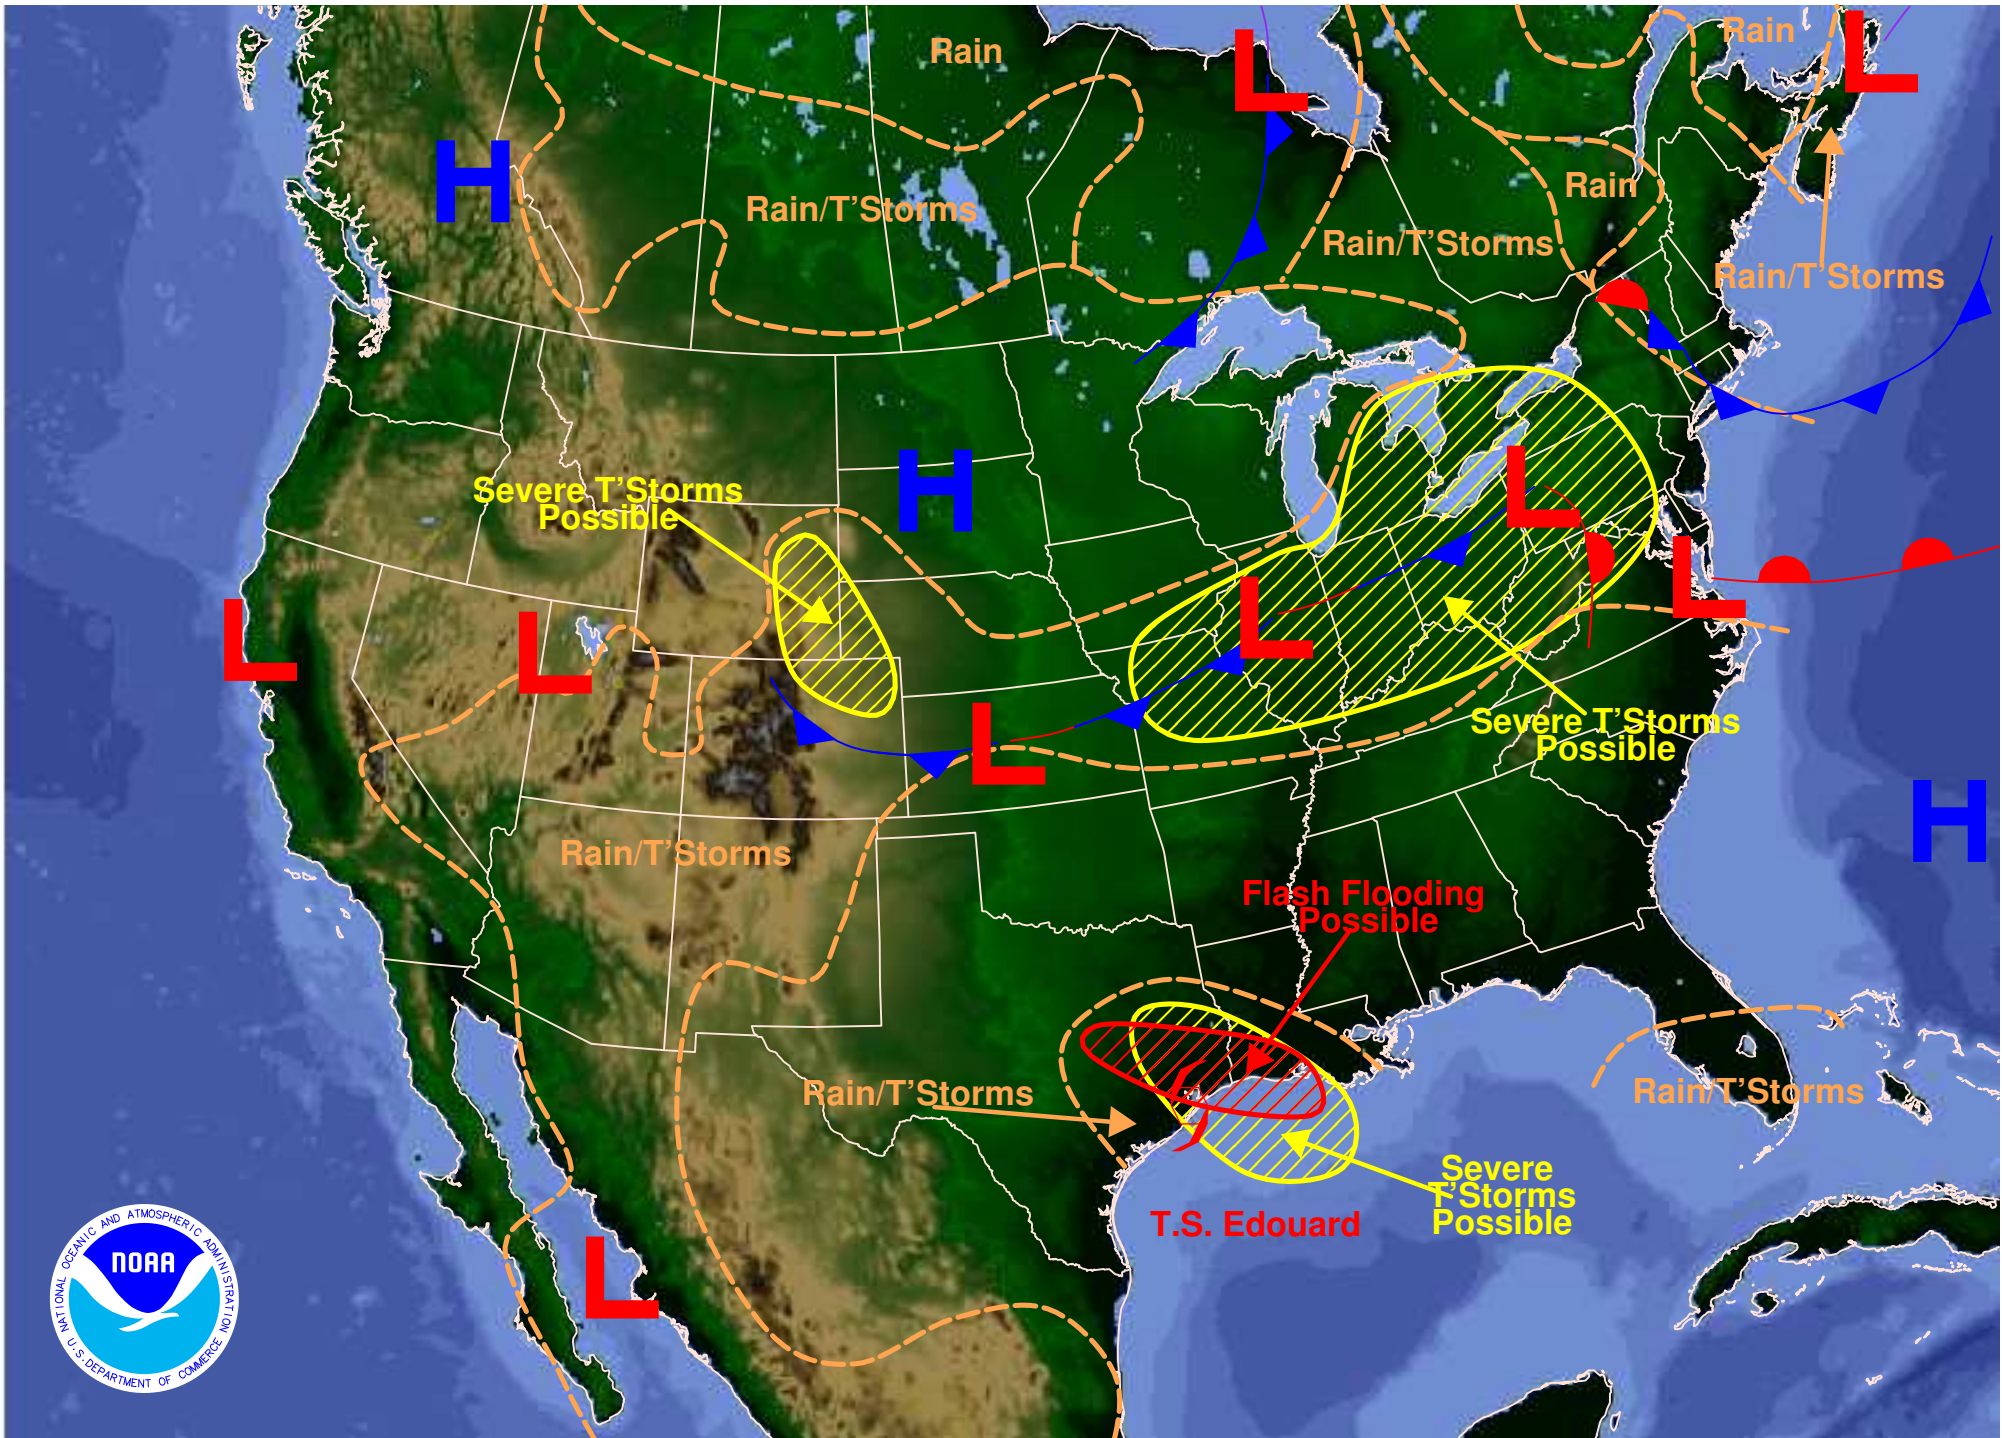 Rain
Rain
L
L
H
Rain/T'Storms
Rain
Rain/T'Storms
Rain/T'Storms
H
Severe T'Storms
Possible
L
L
L
L
L
L
Severe T'Storms
Possible
H
Rain/T'Storms
Flash Flooding
Possible
Rain/T'Storms
Rain/T'Storms
Severe
T'Storms
Possible
T.S. Edouard
L
NATIONAL OCEANIC AND ATMOSPHERIC ADMINISTRATION
NOAA
U.S. DEPARTMENT OF COMMERCE